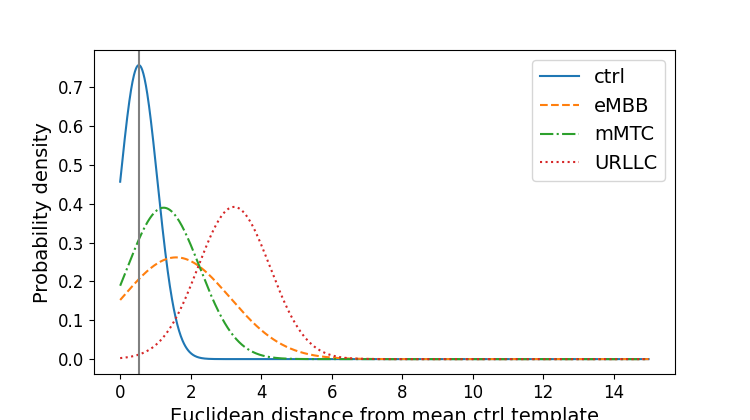 ctrl
eMBB
mMTC
URLLC
Probability density
0.7
0.6
0.5
0.4
0.3
0.2
0.1
0.0
0 2 4 6 8 10 12 14
Euclidean distance from mean ctrl template